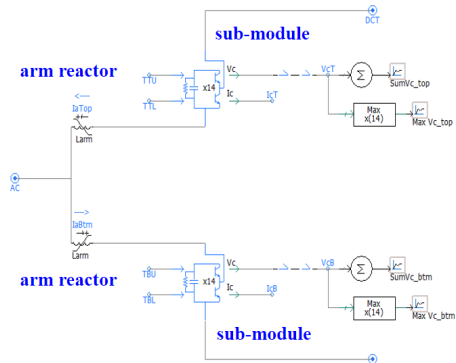 DCT
sub-module
arm reactor
Vc
VcT
TTU
x14
Σ
SumVc_top
TTL
Ic
IcT
<---
IaTop
Max
x(14)
Max Vc_top
Larm
AC
-->
IaBtm
Larm
Vc
VcB
arm reactor
TBU
x14
Σ
SumVc_btm
TBL
Ic
IcB
Max
x(14)
Max Vc_btm
sub-module